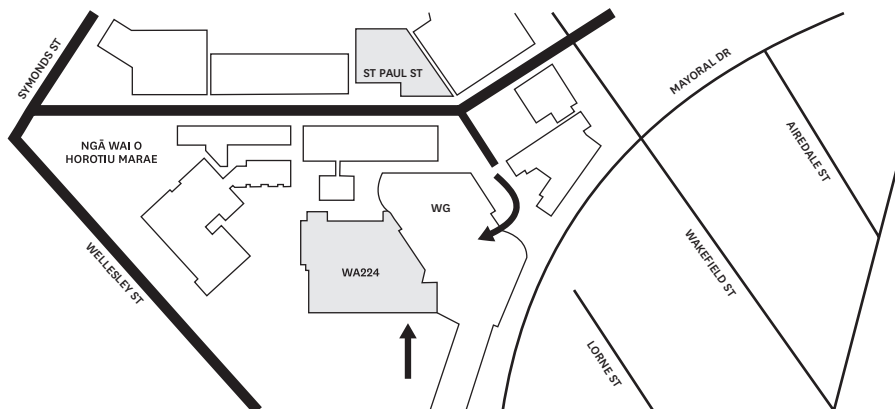 SYMONDS ST
ST PAUL ST
MAYORAL DR
AIREDALE ST
NGĀ WAI O
HOROTIU MARAE
WG
WAKEFIELD ST
WELLESLEY ST
WA224
LORNE ST